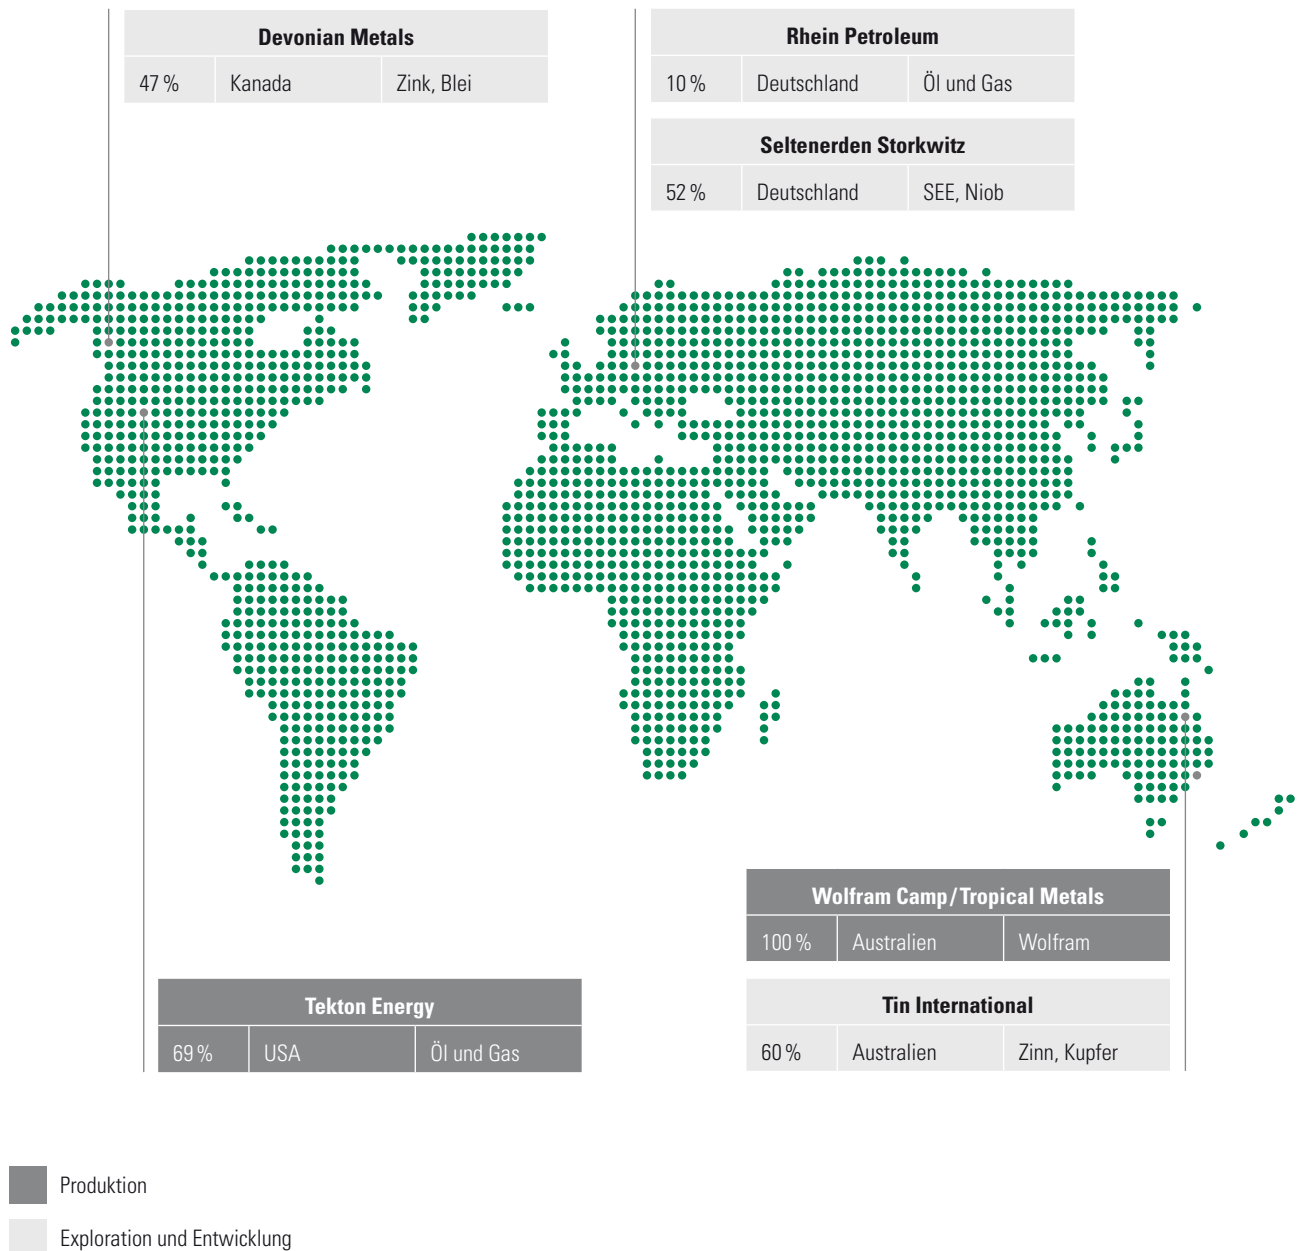 Devonian Metals
47 % Kanada Zink, Blei
Rhein Petroleum
10 % Deutschland Öl und Gas
Seltenerden Storkwitz
52 % Deutschland SEE, Niob
Wolfram Camp/Tropical Metals
100 % Australien Wolfram
Tekton Energy
69 % USA Öl und Gas
Tin International
60 % Australien Zinn, Kupfer
Produktion
Exploration und Entwicklung